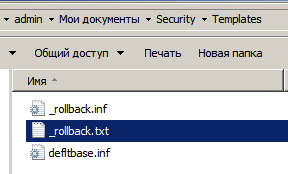 admin Мои документы Security Templates
Общий доступ Печать Новая папка
Имя
_rollback.inf
_rollback.txt
defltbase.inf